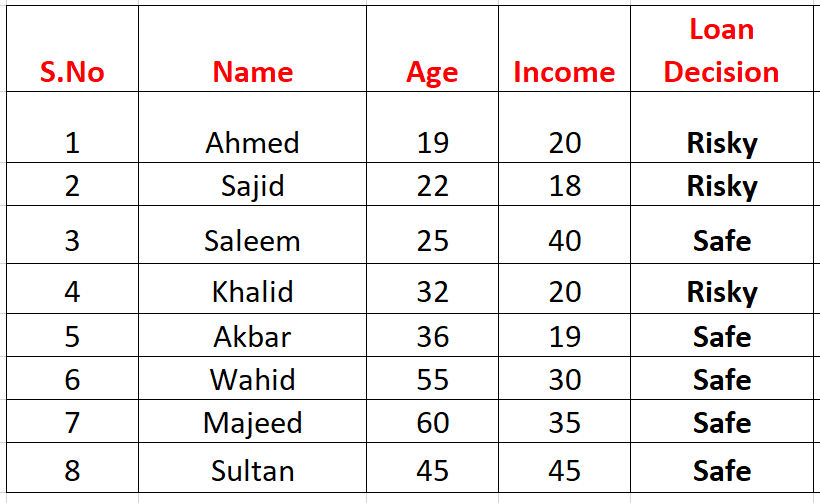 S.No Name Age Income Loan Decision
1 Ahmed 19 20 Risky
2 Sajid 22 18 Risky
3 Saleem 25 40 Safe
4 Khalid 32 20 Risky
5 Akbar 36 19 Safe
6 Wahid 55 30 Safe
7 Majeed 60 35 Safe
8 Sultan 45 45 Safe